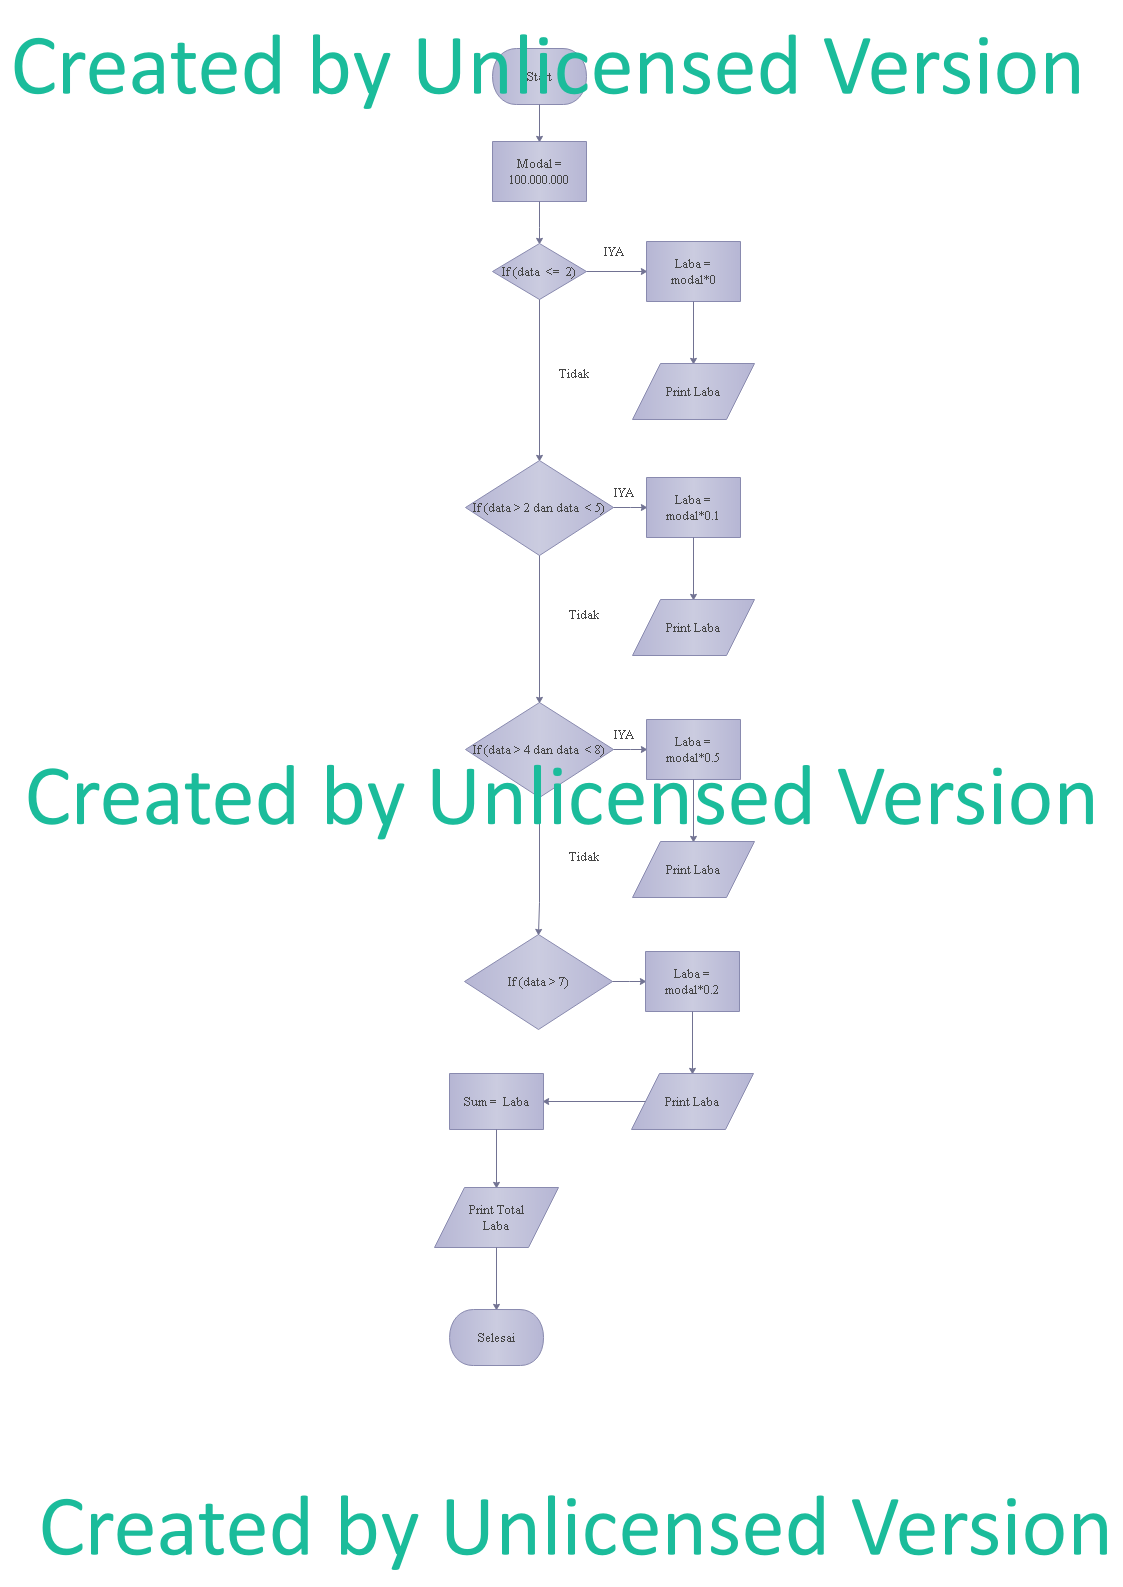 Created by Unlicensed Version
Start
Modal =
100.000.000
If (data <= 2)
IYA
Laba =
modal*0
Tidak
Print Laba
If (data > 2 dan data < 5)
IYA
Laba =
modal*0.1
Tidak
Print Laba
If (data > 4 dan data < 8)
IYA
Laba =
modal*0.5
Created by Unlicensed Version
Tidak
Print Laba
If (data > 7)
Laba =
modal*0.2
Sum = Laba
Print Laba
Print Total
Laba
Selesai
Created by Unlicensed Version